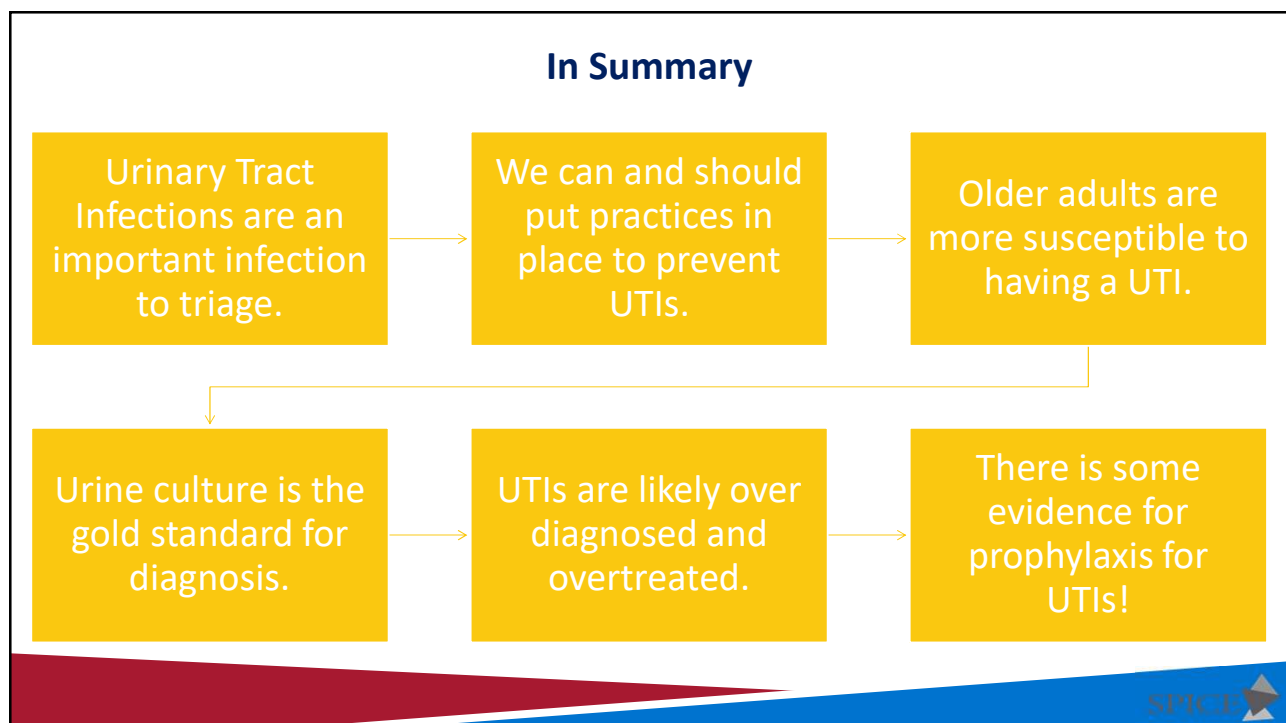 In Summary
Urinary Tract
Infections are an
important infection
to triage.
We can and should
put practices in
place to prevent
UTIs.
Older adults are
more susceptible to
having a UTI.
Urine culture is the
gold standard for
diagnosis.
UTIs are likely over
diagnosed and
overtreated.
There is some
evidence for
prophylaxis for
UTIs!
SPICE